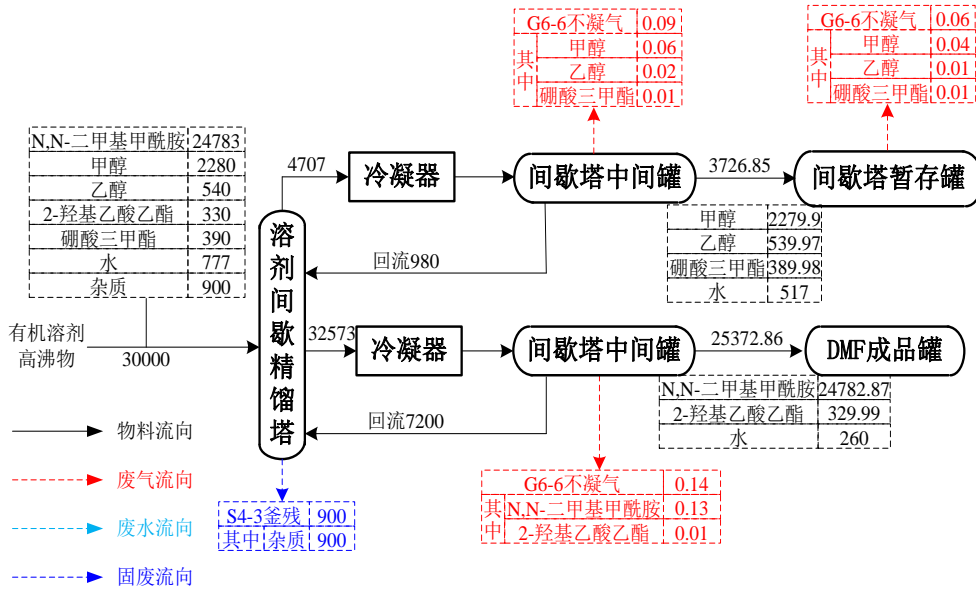 G6-6不凝气 0.09
其中 甲醇 0.06
乙醇 0.02
硼酸三甲酯 0.01
G6-6不凝气 0.06
其中 甲醇 0.04
乙醇 0.01
硼酸三甲酯 0.01
N,N-二甲基甲酰胺 24783
甲醇 2280
乙醇 540
2-羟基乙酸乙酯 330
硼酸三甲酯 390
水 777
杂质 900
有机溶剂
高沸物
30000
溶剂间歇精馏塔
4707
冷凝器
间歇塔中间罐
3726.85
间歇塔暂存罐
回流980
甲醇 2279.9
乙醇 539.97
硼酸三甲酯 389.98
水 517
32573
冷凝器
间歇塔中间罐
25372.86
DMF成品罐
回流7200
N,N-二甲基甲酰胺 24782.87
2-羟基乙酸乙酯 329.99
水 260
G6-6不凝气 0.14
其中 N,N-二甲基甲酰胺 0.13
2-羟基乙酸乙酯 0.01
S4-3釜残 900
其中 杂质 900
物料流向
废气流向
废水流向
固废流向